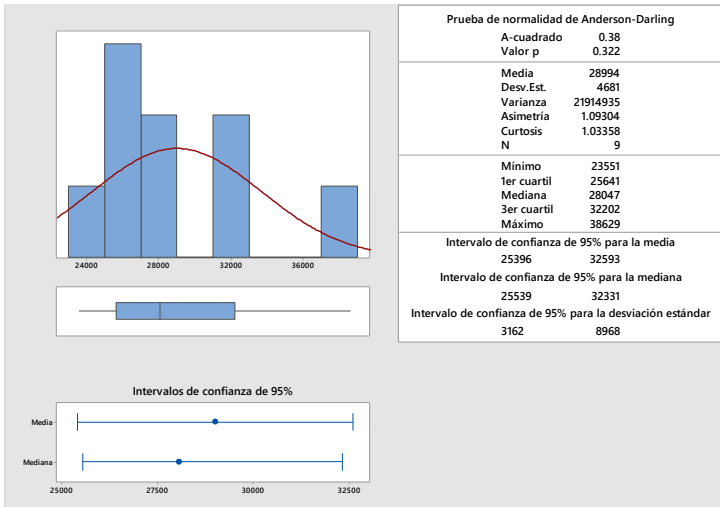 24000 28000 32000 36000
Intervalos de confianza de 95%
Media
Mediana
25000 27500 30000 32500
Prueba de normalidad de Anderson-Darling
A-cuadrado 0.38
Valor p 0.322
Media 28994
Desv.Est. 4681
Varianza 21914935
Asimetría 1.09304
Curtosis 1.03358
N 9
Mínimo 23551
1er cuartil 25641
Mediana 28047
3er cuartil 32202
Máximo 38629
Intervalo de confianza de 95% para la media
25396 32593
Intervalo de confianza de 95% para la mediana
25539 32331
Intervalo de confianza de 95% para la desviación estándar
3162 8968